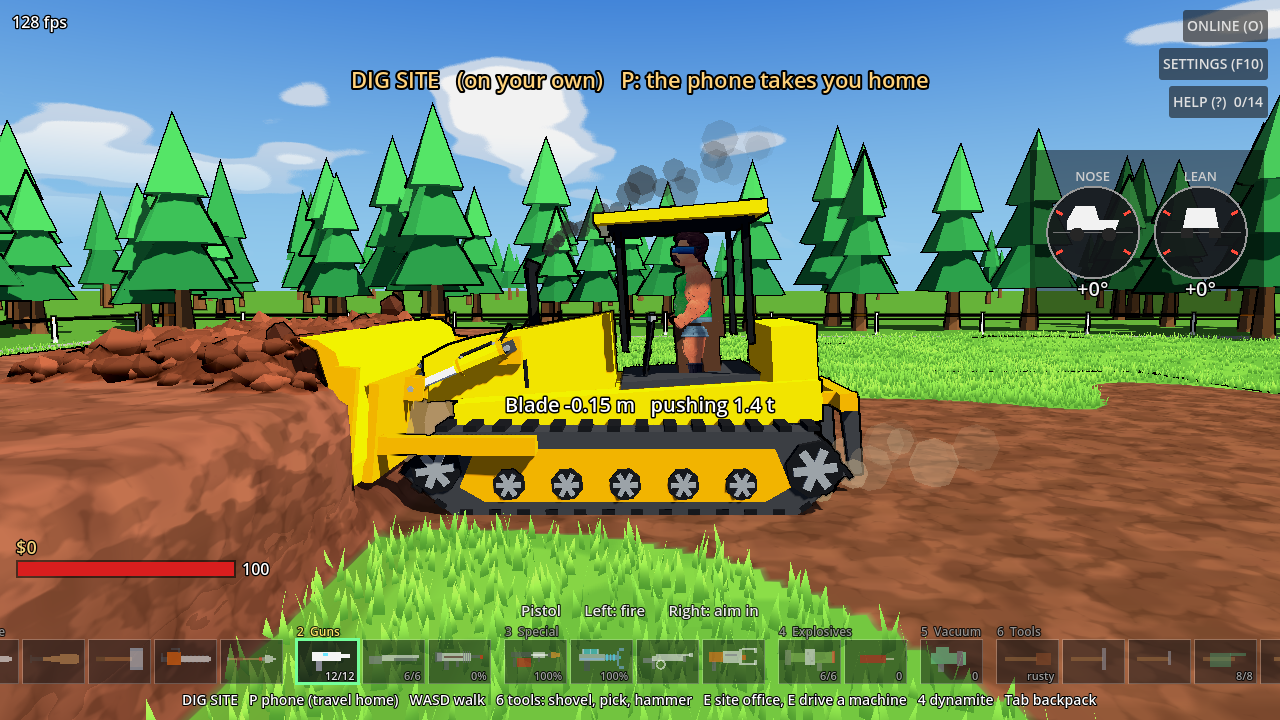 128 fps
ONLINE (O)
SETTINGS (F10)
HELP (?) 0/14
DIG SITE (on your own) P: the phone takes you home
NOSE LEAN
+0° +0°
Blade -0.15 m pushing 1.4 t
$0
100
Pistol Left: fire Right: aim in
e 2 Guns 3 Special 4 Explosives 5 Vacuum 6 Tools
12/12 6/6 0% 100% 100% 6/6 0 0 rusty 8/8
DIG SITE P phone (travel home) WASD walk 6 tools: shovel, pick, hammer E site office, E drive a machine 4 dynamite Tab backpack